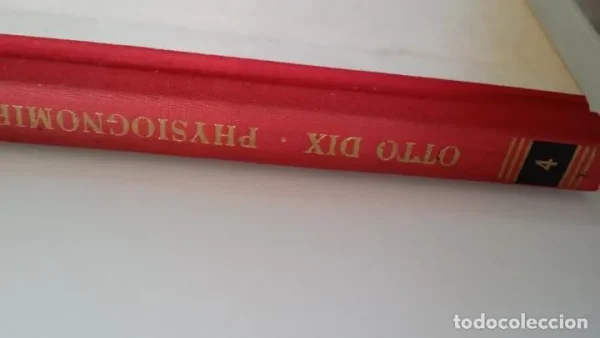 4
OTTO DIX · PHYSIOGNOMIE
todocoleccion